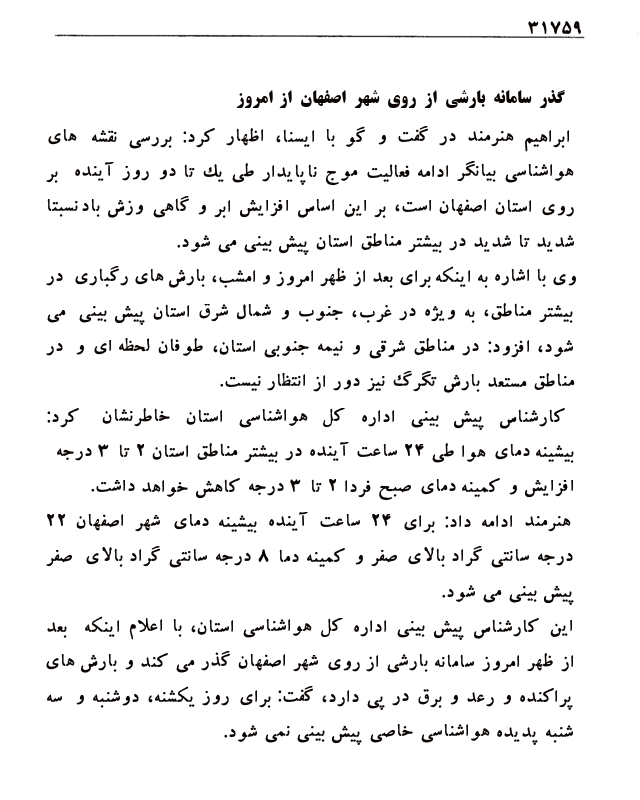 ۳۱۷۵۹
گذر سامانه بارشی از روی شهر اصفهان از امروز
ابراهیم هنرمند در گفت و گو با ایسنا، اظهار کرد: بررسی نقشه های
هواشناسی بیانگر ادامه فعالیت موج ناپایدار طی یك تا دو روز آینده بر
روی استان اصفهان است، بر این اساس افزایش ابر و گاهی وزش باد نسبتا
شدید تا شدید در بیشتر مناطق استان پیش بینی می شود.
وی با اشاره به اینکه برای بعد از ظهر امروز و امشب، بارش های رگباری در
بیشتر مناطق، به ویژه در غرب، جنوب و شمال شرق استان پیش بینی می
شود، افزود: در مناطق شرقی و نیمه جنوبی استان، طوفان لحظه ای و در
مناطق مستعد بارش تگرگ نیز دور از انتظار نیست.
کارشناس پیش بینی اداره کل هواشناسی استان خاطرنشان کرد:
بیشینه دمای هوا طی ۲۴ ساعت آینده در بیشتر مناطق استان ۲ تا ۳ درجه
افزایش و کمینه دمای صبح فردا ۲ تا ۳ درجه کاهش خواهد داشت.
هنرمند ادامه داد: برای ۲۴ ساعت آینده بیشینه دمای شهر اصفهان ۲۲
درجه سانتی گراد بالای صفر و کمینه دما ۸ درجه سانتی گراد بالای صفر
پیش بینی می شود.
این کارشناس پیش بینی اداره کل هواشناسی استان، با اعلام اینکه بعد
از ظهر امروز سامانه بارشی از روی شهر اصفهان گذر می کند و بارش های
پراکنده و رعد و برق در پی دارد، گفت: برای روز یکشنه، دوشنبه و سه
شنبه پدیده هواشناسی خاصی پیش بینی نمی شود.